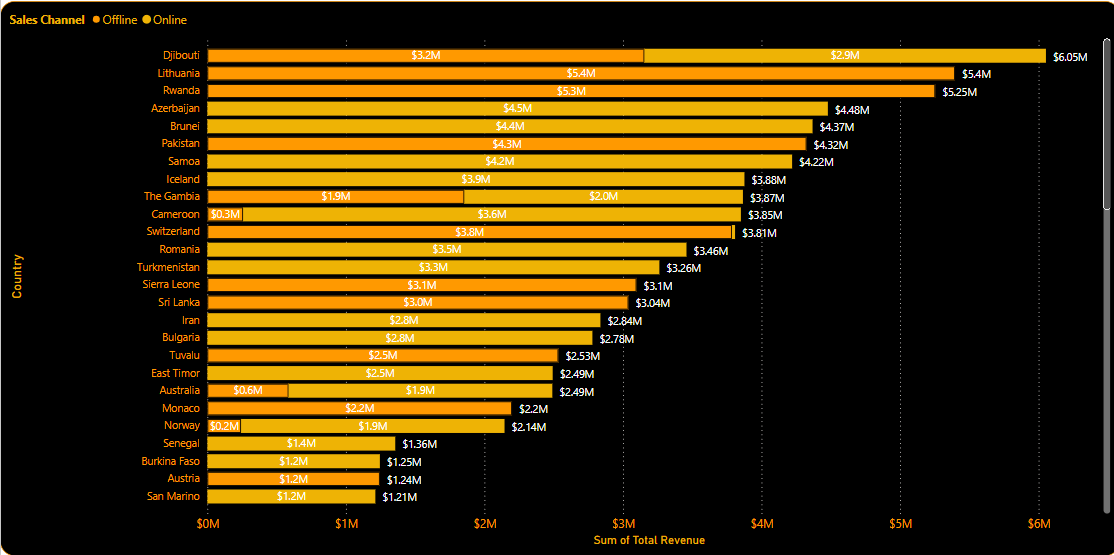 Sales Channel Offline Online
Djibouti $3.2M $2.9M $6.05M
Lithuania $5.4M $5.4M
Rwanda $5.3M $5.25M
Azerbaijan $4.5M $4.48M
Brunei $4.4M $4.37M
Pakistan $4.3M $4.32M
Samoa $4.2M $4.22M
Iceland $3.9M $3.88M
The Gambia $1.9M $2.0M $3.87M
Cameroon $0.3M $3.6M $3.85M
Switzerland $3.8M $3.81M
Romania $3.5M $3.46M
Turkmenistan $3.3M $3.26M
Sierra Leone $3.1M $3.1M
Sri Lanka $3.0M $3.04M
Iran $2.8M $2.84M
Bulgaria $2.8M $2.78M
Tuvalu $2.5M $2.53M
East Timor $2.5M $2.49M
Australia $0.6M $1.9M $2.49M
Monaco $2.2M $2.2M
Norway $0.2M $1.9M $2.14M
Senegal $1.4M $1.36M
Burkina Faso $1.2M $1.25M
Austria $1.2M $1.24M
San Marino $1.2M $1.21M
Country
$0M $1M $2M $3M $4M $5M $6M
Sum of Total Revenue